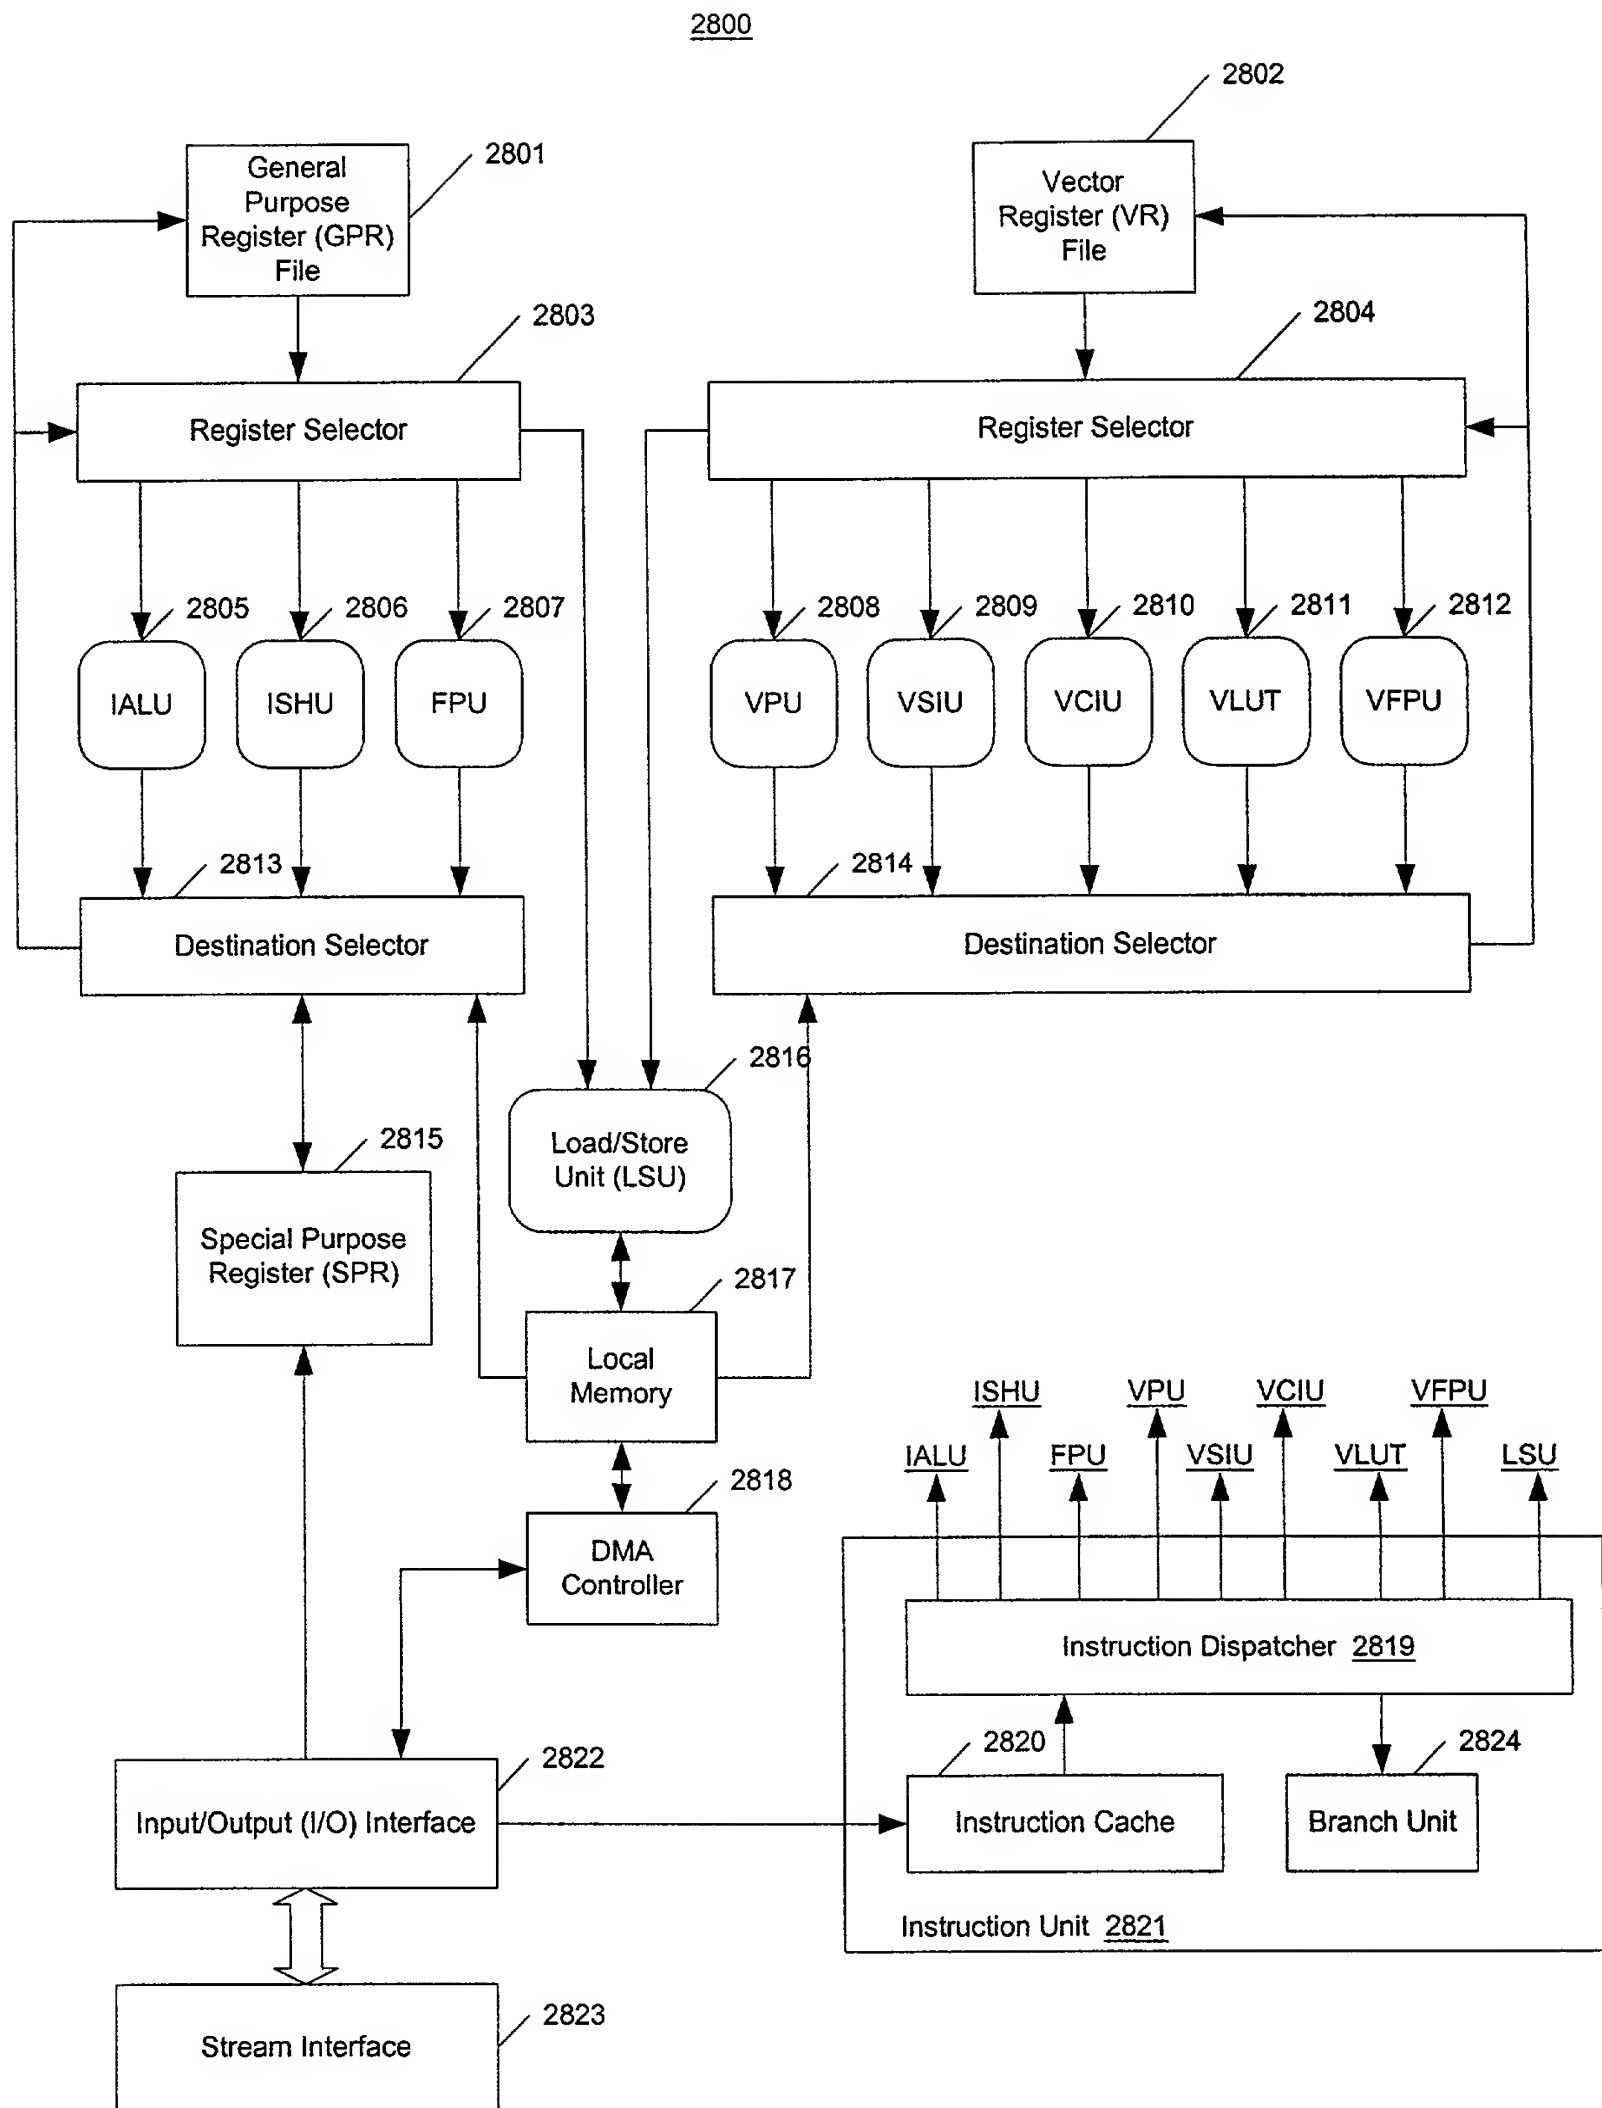 2800
2802
2801
General
Purpose
Register (GPR)
File
Vector
Register (VR)
File
2803
2804
Register Selector
Register Selector
2805
2806
2807
2808
2809
2810
2811
2812
IALU
ISHU
FPU
VPU
VSIU
VCIU
VLUT
VFPU
2813
2814
Destination Selector
Destination Selector
2816
2815
Load/Store
Unit (LSU)
Special Purpose
Register (SPR)
2817
Local
Memory
ISHU
VPU
VCIU
VFPU
IALU
FPU
VSIU
VLUT
LSU
2818
DMA
Controller
Instruction Dispatcher 2819
2820
2824
2822
Input/Output (I/O) Interface
Instruction Cache
Branch Unit
Instruction Unit 2821
2823
Stream Interface